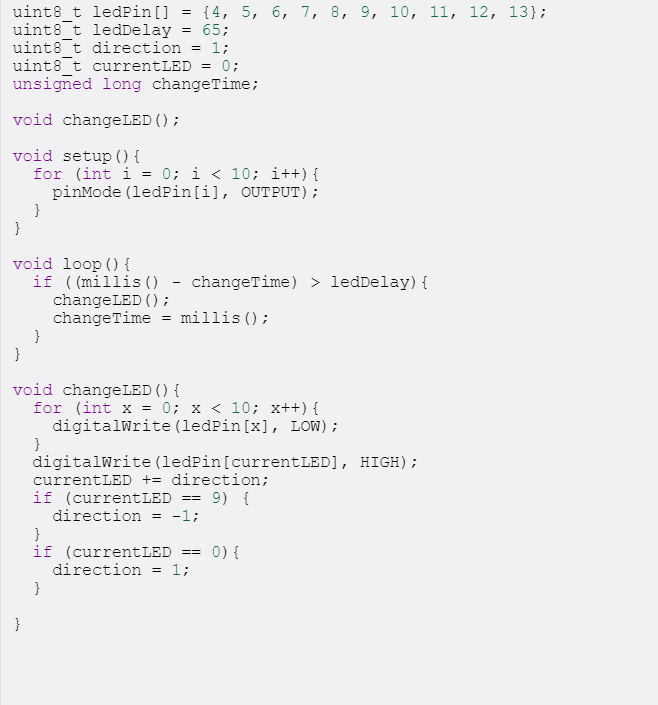 uint8_t ledPin[] = {4, 5, 6, 7, 8, 9, 10, 11, 12, 13};
uint8_t ledDelay = 65;
uint8_t direction = 1;
uint8_t currentLED = 0;
unsigned long changeTime;

void changeLED();

void setup(){
  for (int i = 0; i < 10; i++){
    pinMode(ledPin[i], OUTPUT);
  }
}

void loop(){
  if ((millis() - changeTime) > ledDelay){
    changeLED();
    changeTime = millis();
  }
}

void changeLED(){
  for (int x = 0; x < 10; x++){
    digitalWrite(ledPin[x], LOW);
  }
  digitalWrite(ledPin[currentLED], HIGH);
  currentLED += direction;
  if (currentLED == 9) {
    direction = -1;
  }
  if (currentLED == 0){
    direction = 1;
  }

}